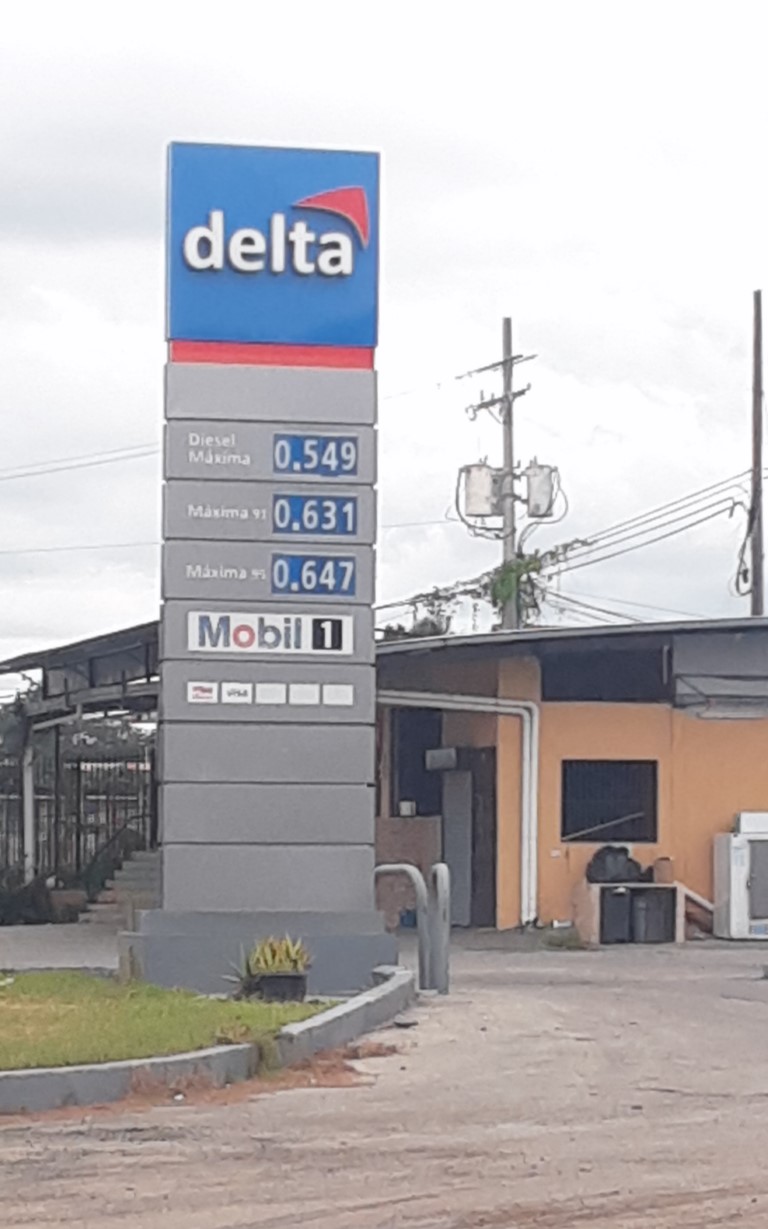 delta
Diesel
Máxima 0.549
Máxima 91 0.631
Máxima 95 0.647
Mobil 1
VISA